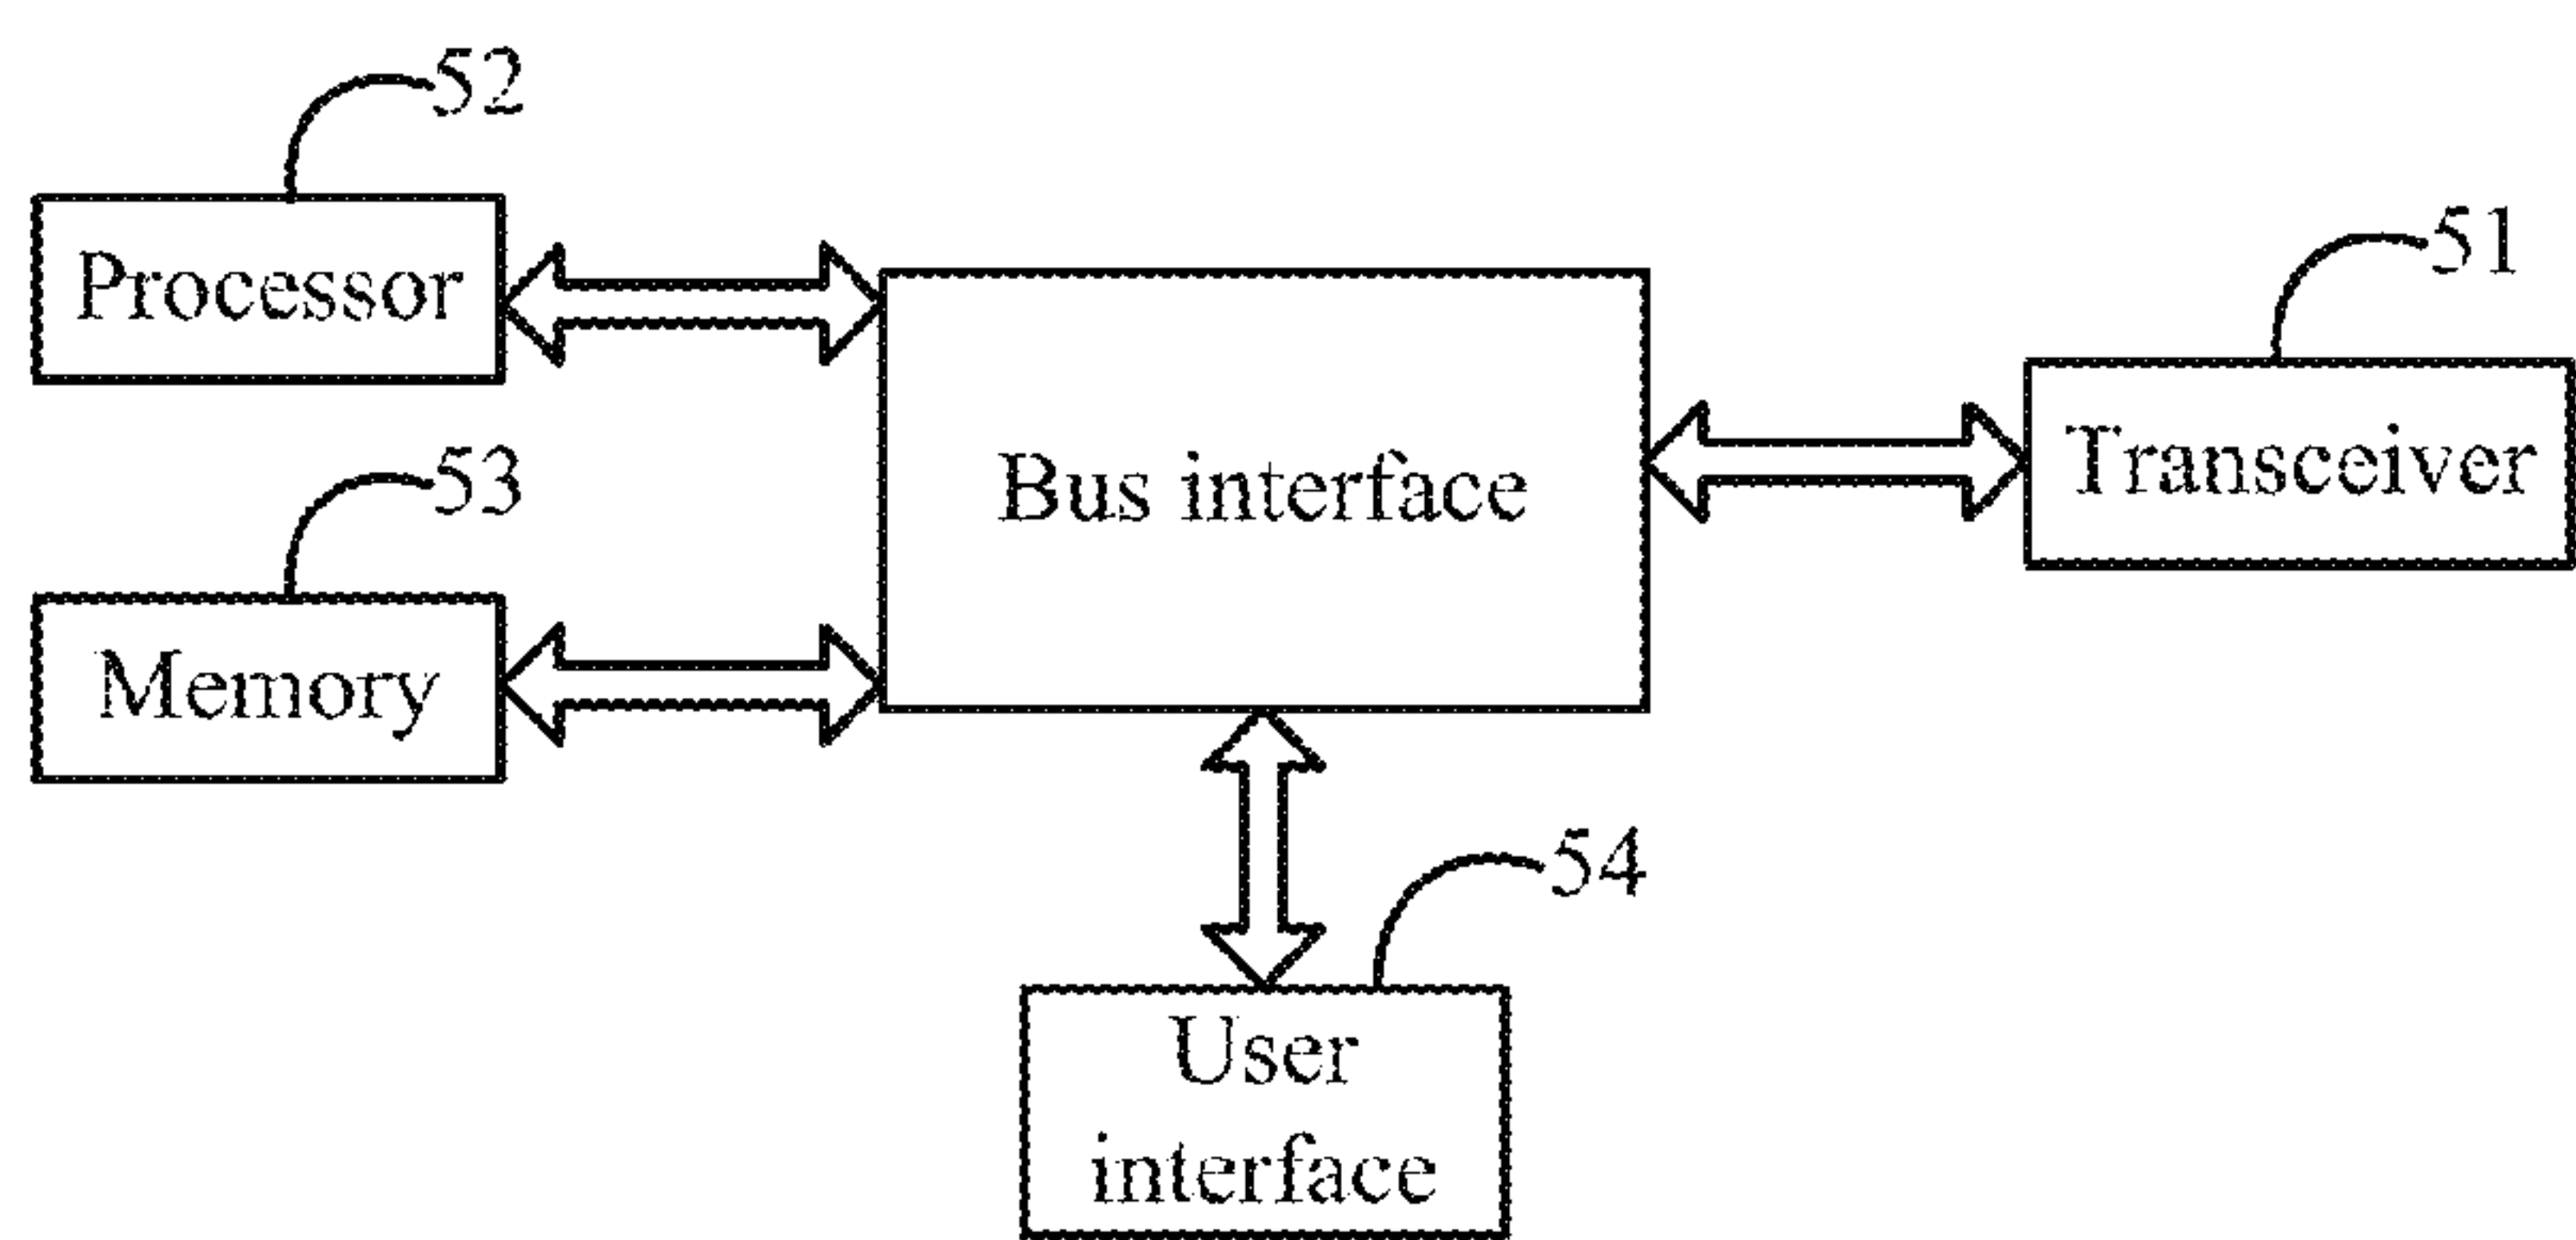 52
Processor
51
Bus interface
Transceiver
53
Memory
54
User
interface